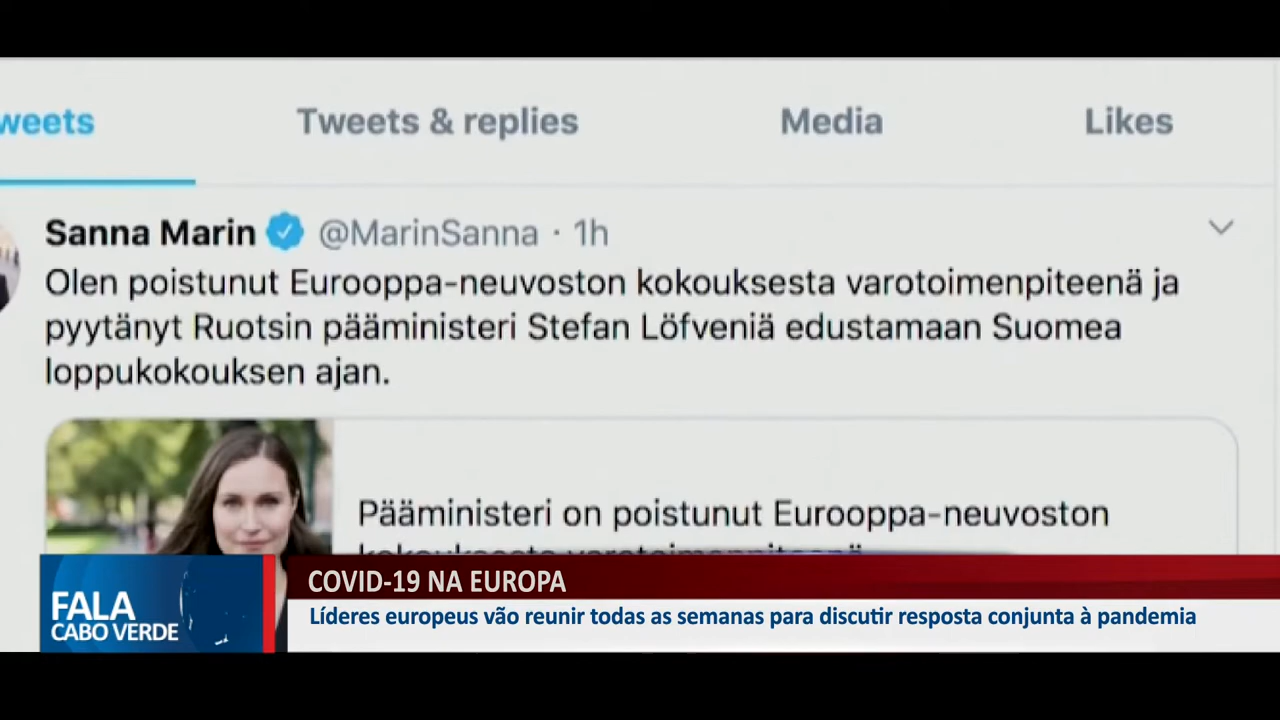 weets Tweets & replies Media Likes
Sanna Marin @MarinSanna · 1h
Olen poistunut Eurooppa-neuvoston kokouksesta varotoimenpiteenä ja
pyytänyt Ruotsin pääministeri Stefan Löfveniä edustamaan Suomea
loppukokouksen ajan.
Pääministeri on poistunut Eurooppa-neuvoston
kokouksesta varotoimenpiteenä
COVID-19 NA EUROPA
Líderes europeus vão reunir todas as semanas para discutir resposta conjunta à pandemia
FALA
CABO VERDE